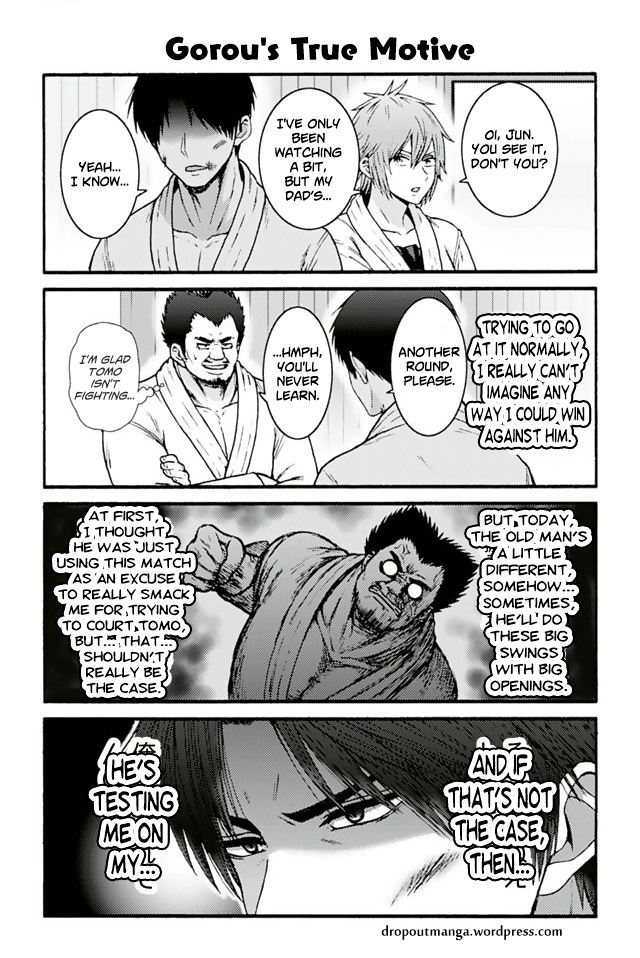 Gorou's True Motive
OI, JUN.
YOU SEE IT,
DON'T YOU?
I'VE ONLY
BEEN
WATCHING
A BIT,
BUT MY
DAD'S...
YEAH...
I KNOW...
TRYING TO GO
AT IT NORMALLY,
I REALLY CAN'T
IMAGINE ANY
WAY I COULD WIN
AGAINST HIM.
ANOTHER
ROUND,
PLEASE.
...HMPH,
YOU'LL
NEVER
LEARN.
I'M GLAD
TOMO
ISN'T
FIGHTING...
BUT TODAY,
THE OLD MAN'S
A LITTLE
DIFFERENT,
SOMEHOW...
SOMETIMES,
HE'LL DO
THESE BIG
SWINGS
WITH BIG
OPENINGS.
AT FIRST,
I THOUGHT
HE WAS JUST
USING THIS MATCH
AS AN EXCUSE
TO REALLY SMACK
ME FOR TRYING
TO COURT TOMO,
BUT... THAT...
SHOULDN'T
REALLY BE
THE CASE.
AND IF
THAT'S NOT
THE CASE,
THEN...
HE'S
TESTING
ME ON
MY...
dropoutmanga.wordpress.com